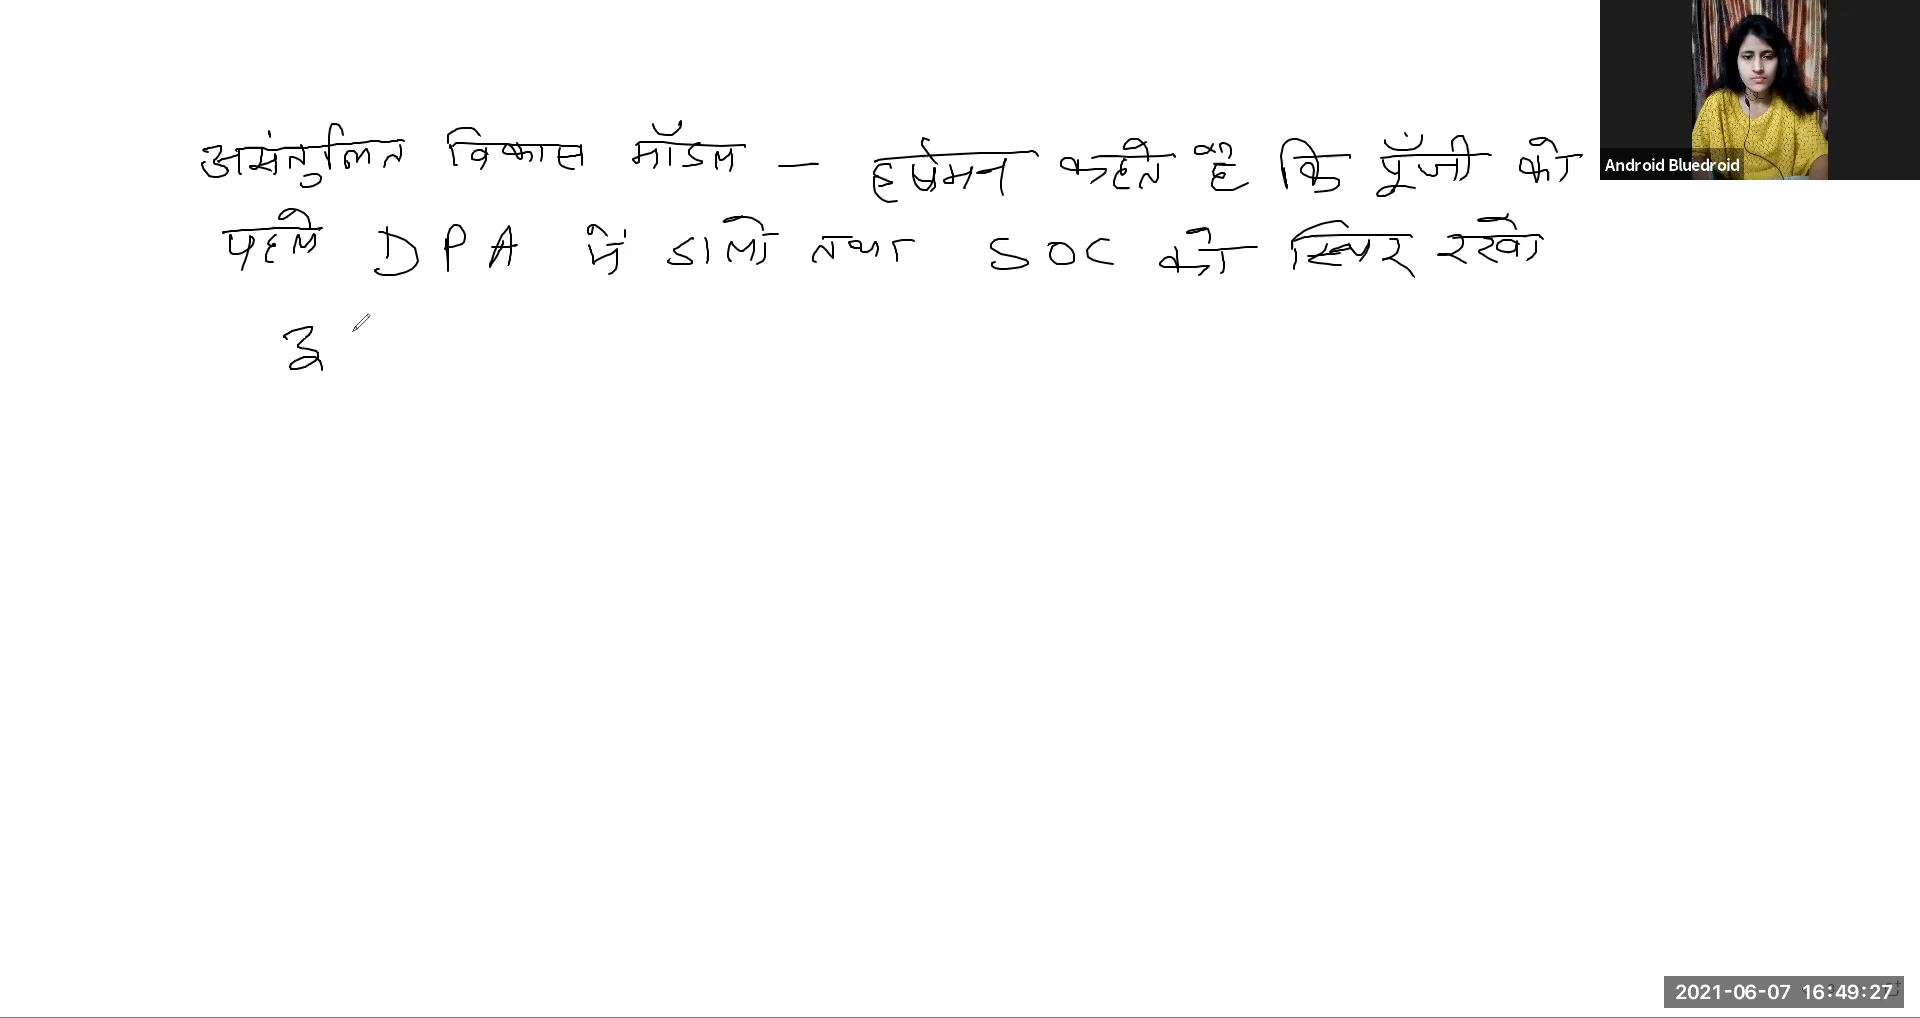 असंतुलित विकास मॉडल — हर्षमन कहते है कि पूँजी को
पहले DPA में डालो तथा SOC को स्थिर रखो
Android Bluedroid
2021-06-07 16:49:27